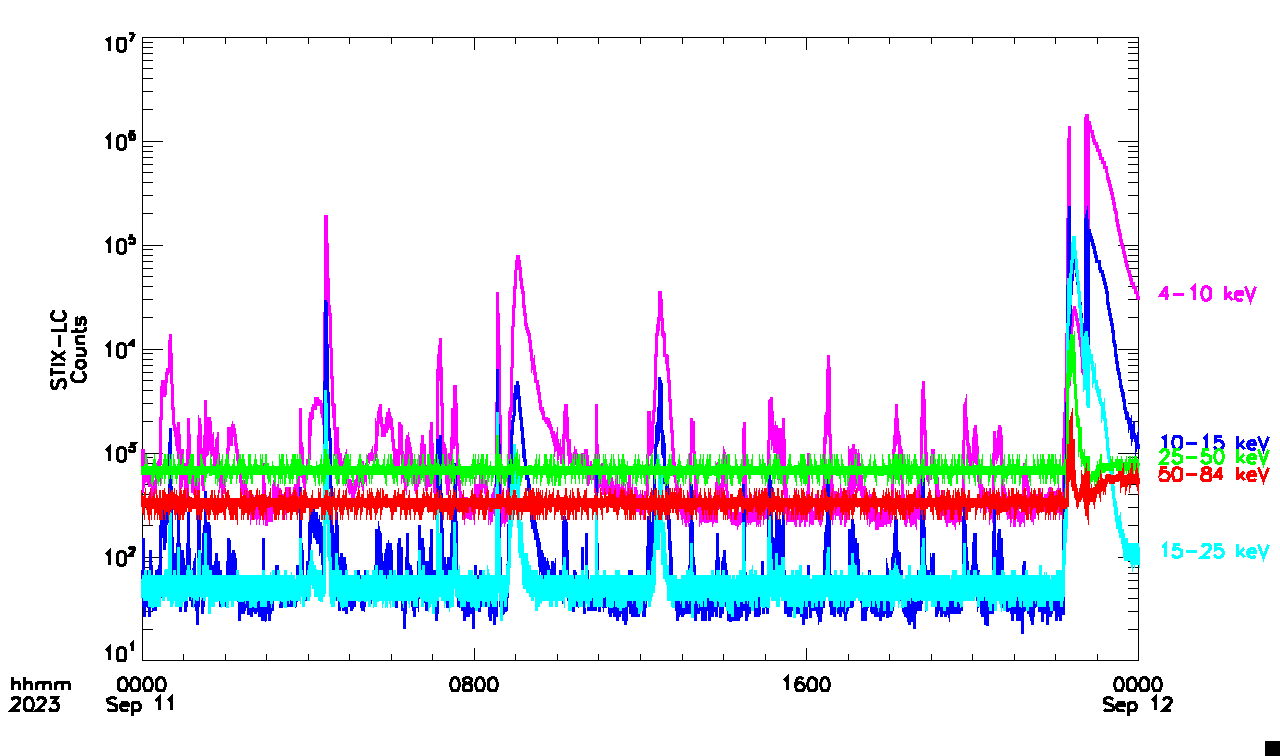 10⁷
10⁶
10⁵
10⁴
10³
10²
10¹
STIX-LC
Counts
4-10 keV
10-15 keV
25-50 keV
50-84 keV
15-25 keV
hhmm 0000 0800 1600 0000
2023 Sep 11 Sep 12